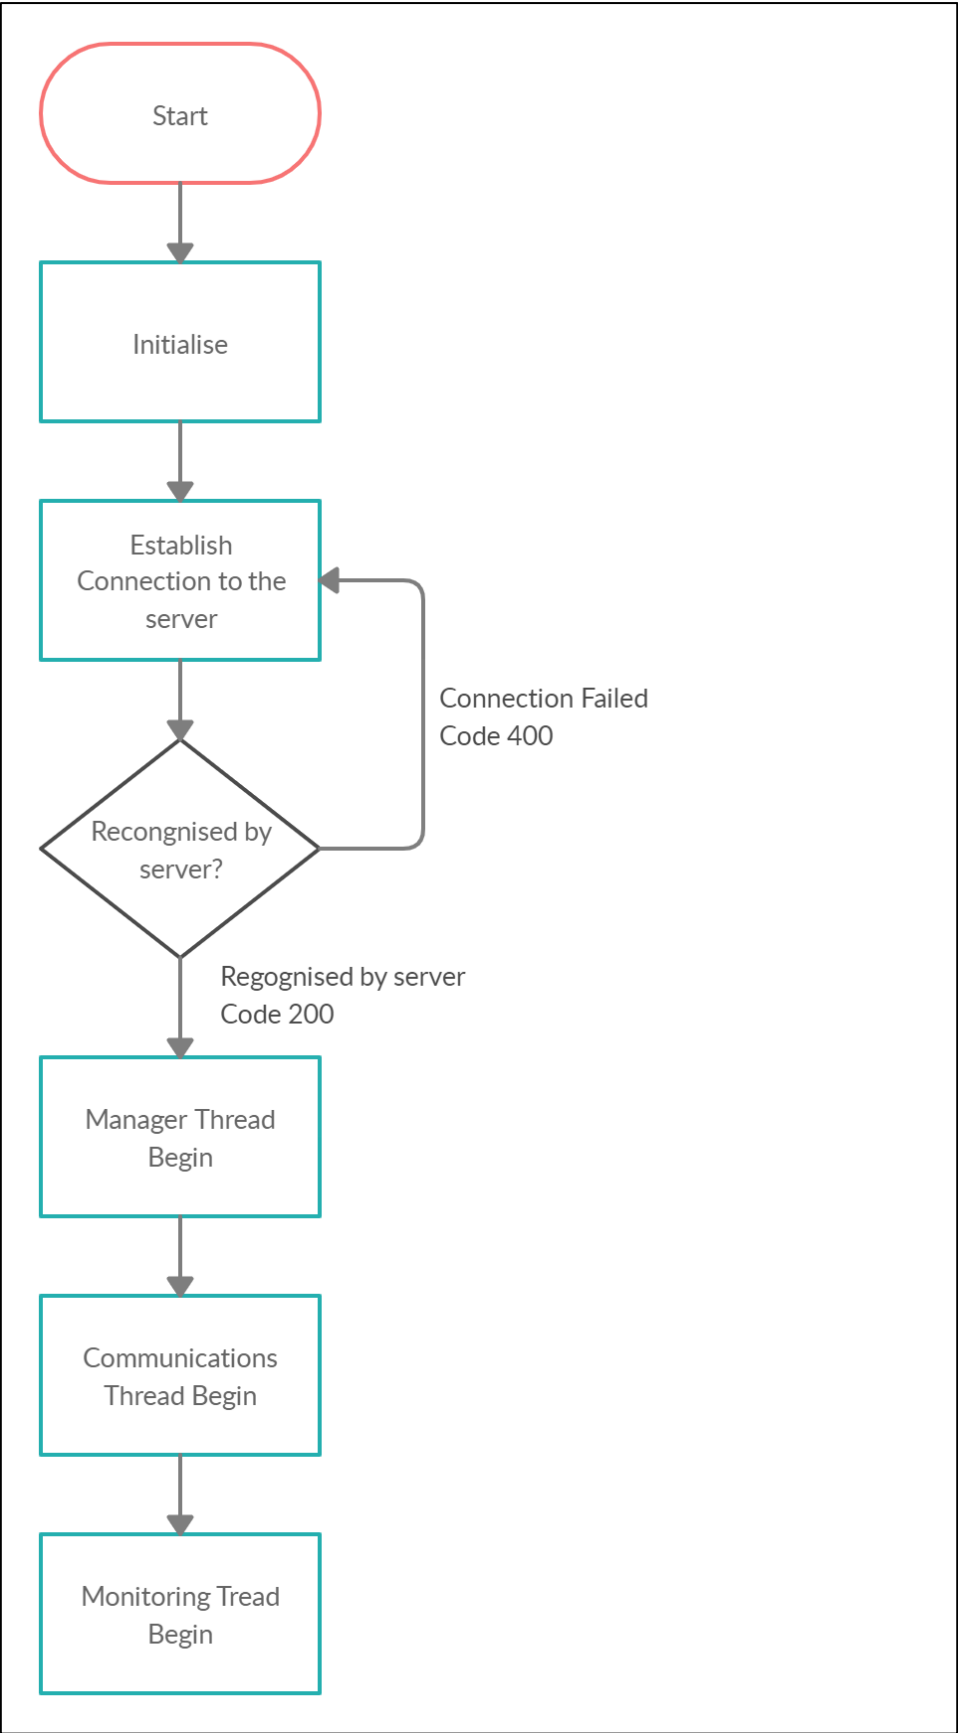 Start
Initialise
Establish
Connection to the
server
Connection Failed
Code 400
Recongnised by
server?
Regognised by server
Code 200
Manager Thread
Begin
Communications
Thread Begin
Monitoring Tread
Begin